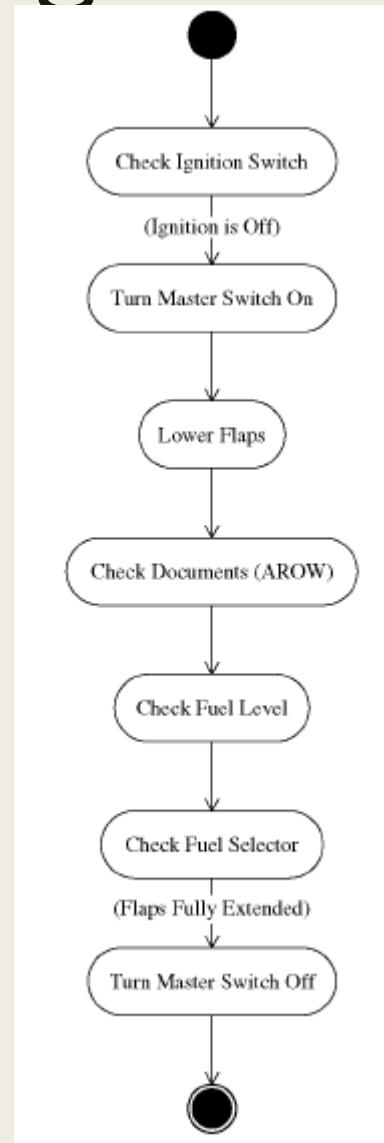 Check Ignition Switch
(Ignition is Off)
Turn Master Switch On
Lower Flaps
Check Documents (AROW)
Check Fuel Level
Check Fuel Selector
(Flaps Fully Extended)
Turn Master Switch Off